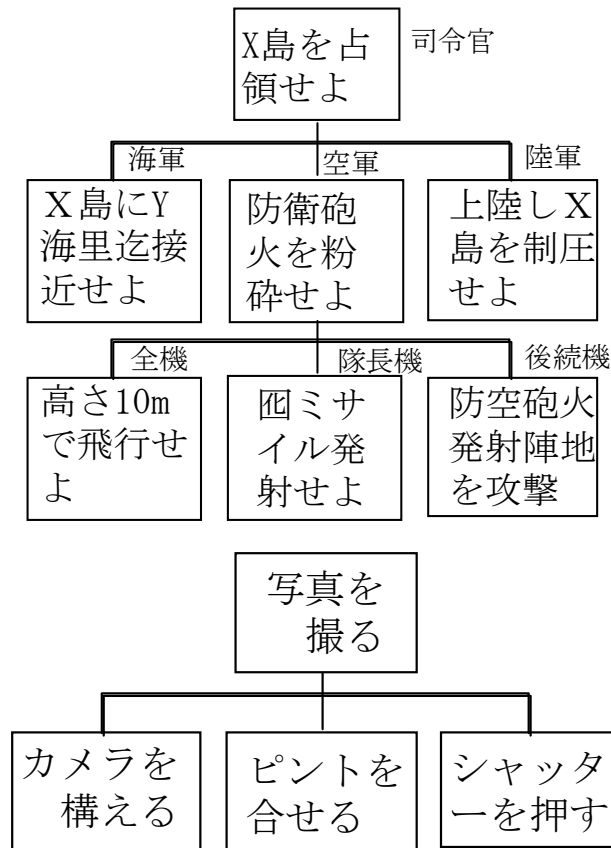 X島を占
領せよ
司令官
海軍
空軍
陸軍
X島にY
海里迄接
近せよ
防衛砲
火を粉
砕せよ
上陸しX
島を制圧
せよ
全機
隊長機
後続機
高さ10m
で飛行せ
よ
囮ミサ
イル発
射せよ
防空砲火
発射陣地
を攻撃
写真を
撮る
カメラを
構える
ピントを
合せる
シャッタ
ーを押す